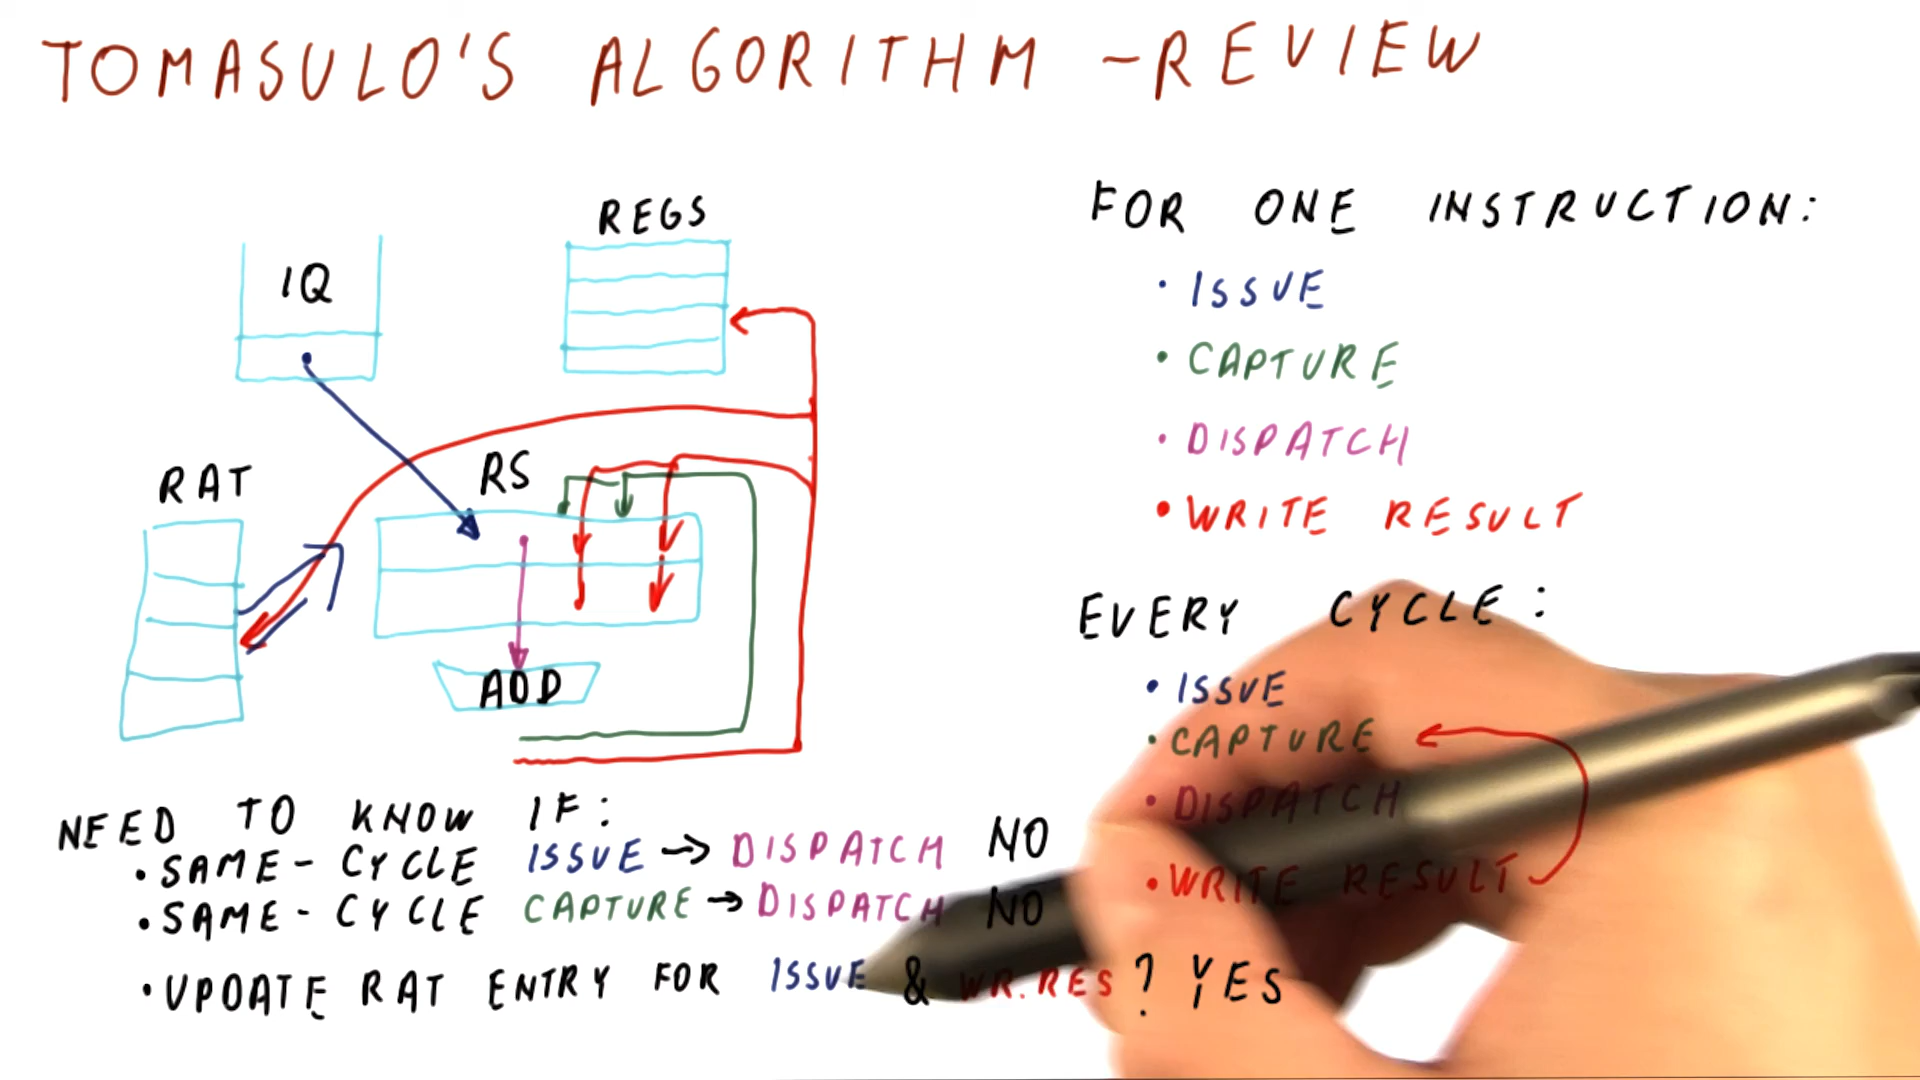 TOMASULO'S ALGORITHM - REVIEW
REGS
IQ
RAT
RS
ADD
FOR ONE INSTRUCTION:
• ISSUE
• CAPTURE
• DISPATCH
• WRITE RESULT
EVERY CYCLE:
• ISSUE
• CAPTURE
• DISPATCH
• WRITE RESULT
NEED TO KNOW IF:
• SAME-CYCLE ISSUE → DISPATCH NO
• SAME-CYCLE CAPTURE → DISPATCH NO
• UPDATE RAT ENTRY FOR ISSUE & WR.RES? YES